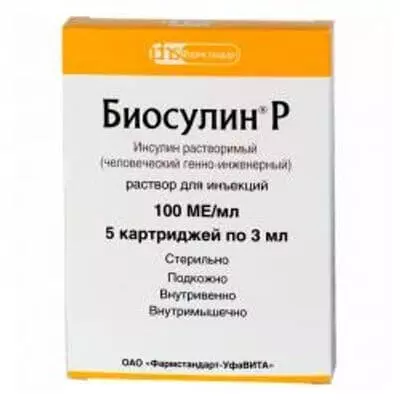 Фармстандарт
Биосулин® Р
Инсулин растворимый
(человеческий генно-инженерный)
раствор для инъекций
100 МЕ/мл
5 картриджей по 3 мл
Стерильно
Подкожно
Внутривенно
Внутримышечно
ОАО «Фармстандарт-УфаВИТА»